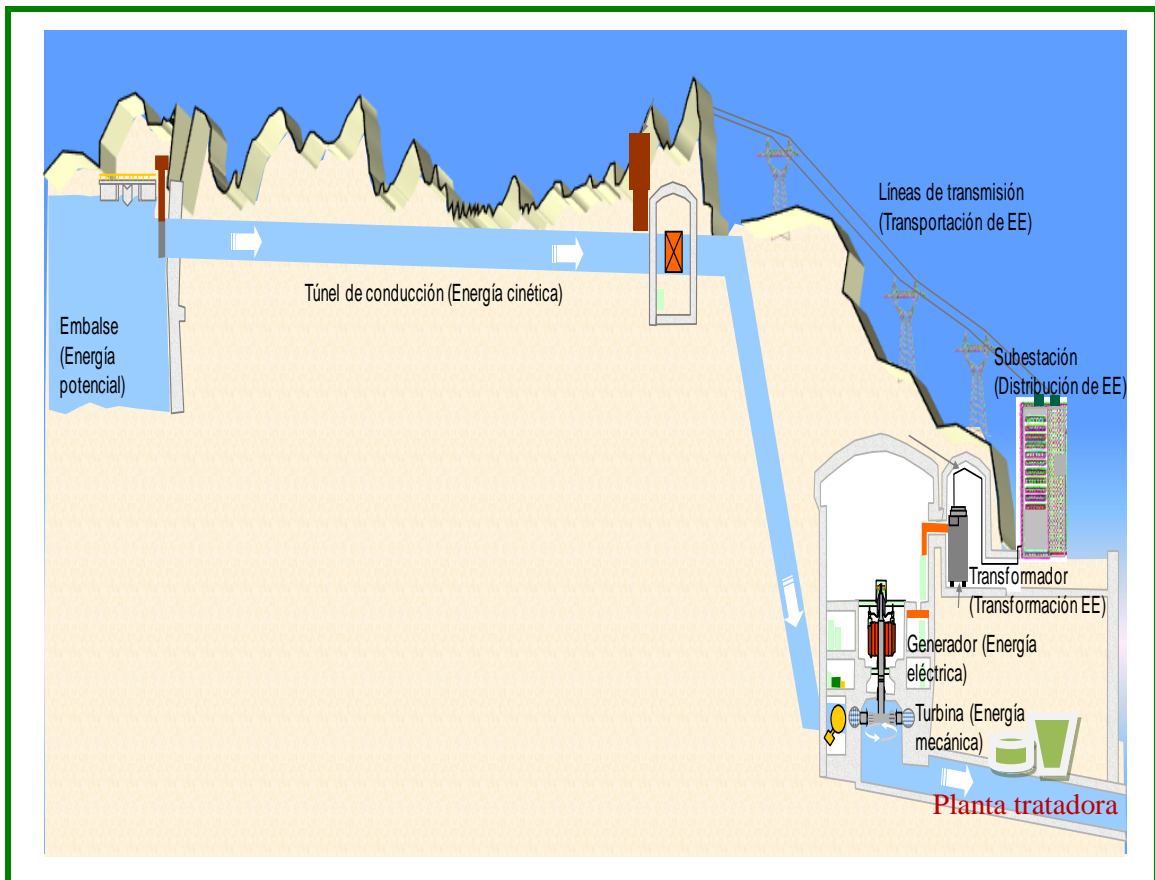 Líneas de transmisión
(Transportación de EE)
Túnel de conducción (Energía cinética)
Embalse
(Energía
potencial)
Subestación
(Distribución de EE)
Transformador
(Transformación EE)
Generador (Energía
eléctrica)
Turbina (Energía
mecánica)
Planta tratadora